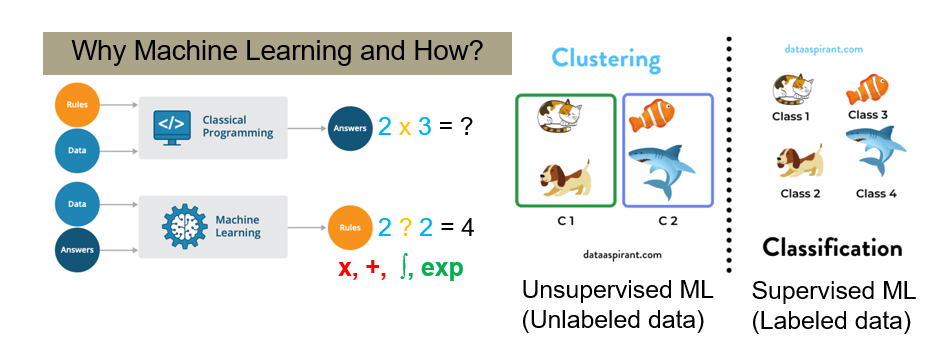 Why Machine Learning and How?
Rules
Data
</>
Classical
Programming
Answers
2 x 3 = ?
Data
Answers
Machine
Learning
Rules
2 ? 2 = 4
x, +, ∫, exp
Clustering
C 1
C 2
dataaspirant.com
Unsupervised ML
(Unlabeled data)
dataaspirant.com
Class 1
Class 3
Class 2
Class 4
Classification
Supervised ML
(Labeled data)